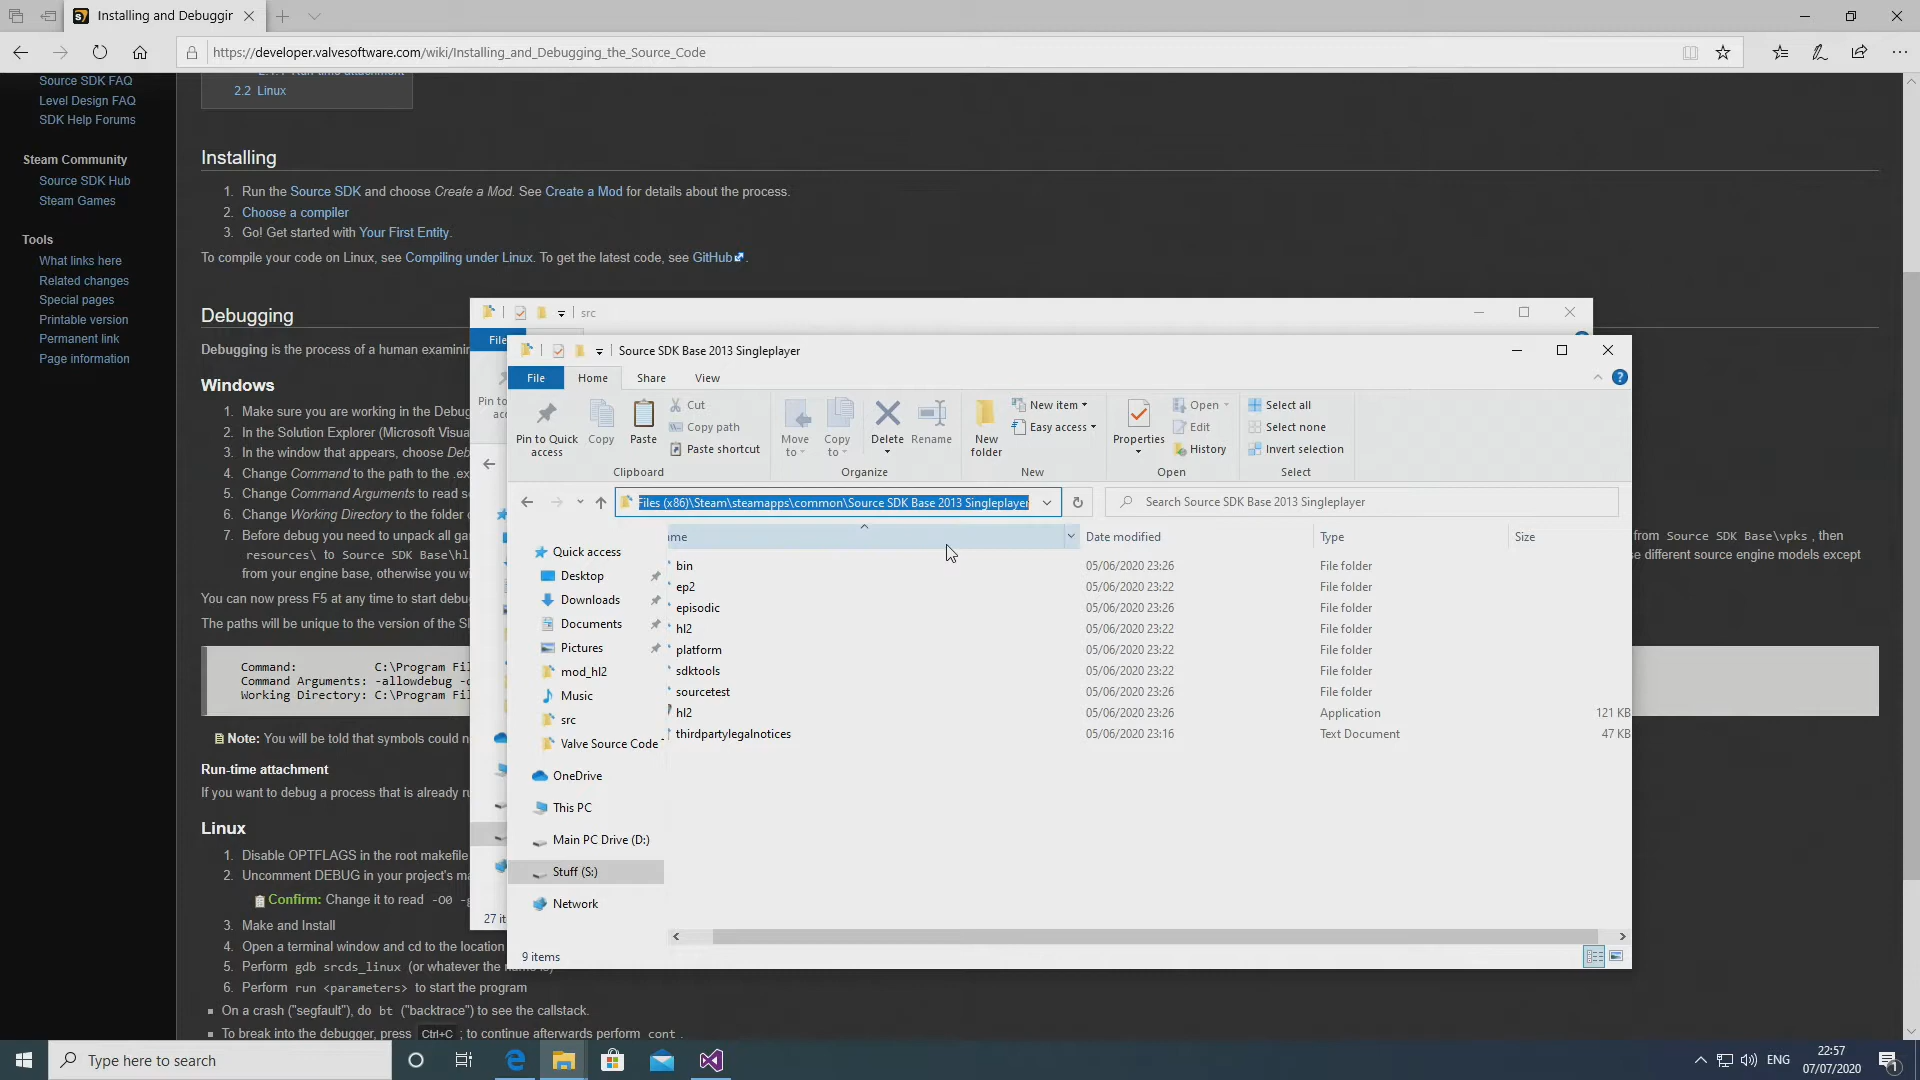 Installing and Debuggir
https://developer.valvesoftware.com/wiki/Installing_and_Debugging_the_Source_Code
Source SDK FAQ
Level Design FAQ
SDK Help Forums
Steam Community
Source SDK Hub
Steam Games
Tools
What links here
Related changes
Special pages
Printable version
Permanent link
Page information
2.1.1 Run-time attachment
2.2 Linux
Installing
1. Run the Source SDK and choose Create a Mod. See Create a Mod for details about the process.
2. Choose a compiler
3. Go! Get started with Your First Entity.
To compile your code on Linux, see Compiling under Linux. To get the latest code, see GitHub.
Debugging
Debugging is the process of a human examinin
Windows
1. Make sure you are working in the Debug
2. In the Solution Explorer (Microsoft Visua
3. In the window that appears, choose Deb
4. Change Command to the path to the .ex
5. Change Command Arguments to read s
6. Change Working Directory to the folder
7. Before debug you need to unpack all ga
from Source SDK Base\vpks, then
resources\ to Source SDK Base\hl
se different source engine models except
from your engine base, otherwise you wi
You can now press F5 at any time to start debu
The paths will be unique to the version of the S
Command: C:\Program Fil
Command Arguments: -allowdebug -
Working Directory: C:\Program Fil
Note: You will be told that symbols could n
Run-time attachment
If you want to debug a process that is already r
Linux
1. Disable OPTFLAGS in the root makefile
2. Uncomment DEBUG in your project's ma
Confirm: Change it to read -O0 -g
3. Make and Install
4. Open a terminal window and cd to the location
5. Perform gdb srcds_linux (or whatever the name is)
6. Perform run <parameters> to start the program
On a crash ("segfault"), do bt ("backtrace") to see the callstack.
To break into the debugger, press Ctrl+C; to continue afterwards perform cont .
src
File
Pin to
acc
27 it
Source SDK Base 2013 Singleplayer
File Home Share View
Pin to Quick access
Copy
Paste
Cut
Copy path
Paste shortcut
Clipboard
Move to
Copy to
Delete
Rename
Organize
New folder
New item
Easy access
New
Properties
Open
Edit
History
Open
Select all
Select none
Invert selection
Select
Files (x86)\Steam\steamapps\common\Source SDK Base 2013 Singleplayer
Search Source SDK Base 2013 Singleplayer
Quick access
Desktop
Downloads
Documents
Pictures
mod_hl2
Music
src
Valve Source Code
OneDrive
This PC
Main PC Drive (D:)
Stuff (S:)
Network
me Date modified Type Size
bin 05/06/2020 23:26 File folder
ep2 05/06/2020 23:22 File folder
episodic 05/06/2020 23:26 File folder
hl2 05/06/2020 23:22 File folder
platform 05/06/2020 23:22 File folder
sdktools 05/06/2020 23:22 File folder
sourcetest 05/06/2020 23:26 File folder
hl2 05/06/2020 23:26 Application 121 KB
thirdpartylegalnotices 05/06/2020 23:16 Text Document 47 KB
9 items
Type here to search
ENG
22:57
07/07/2020
1